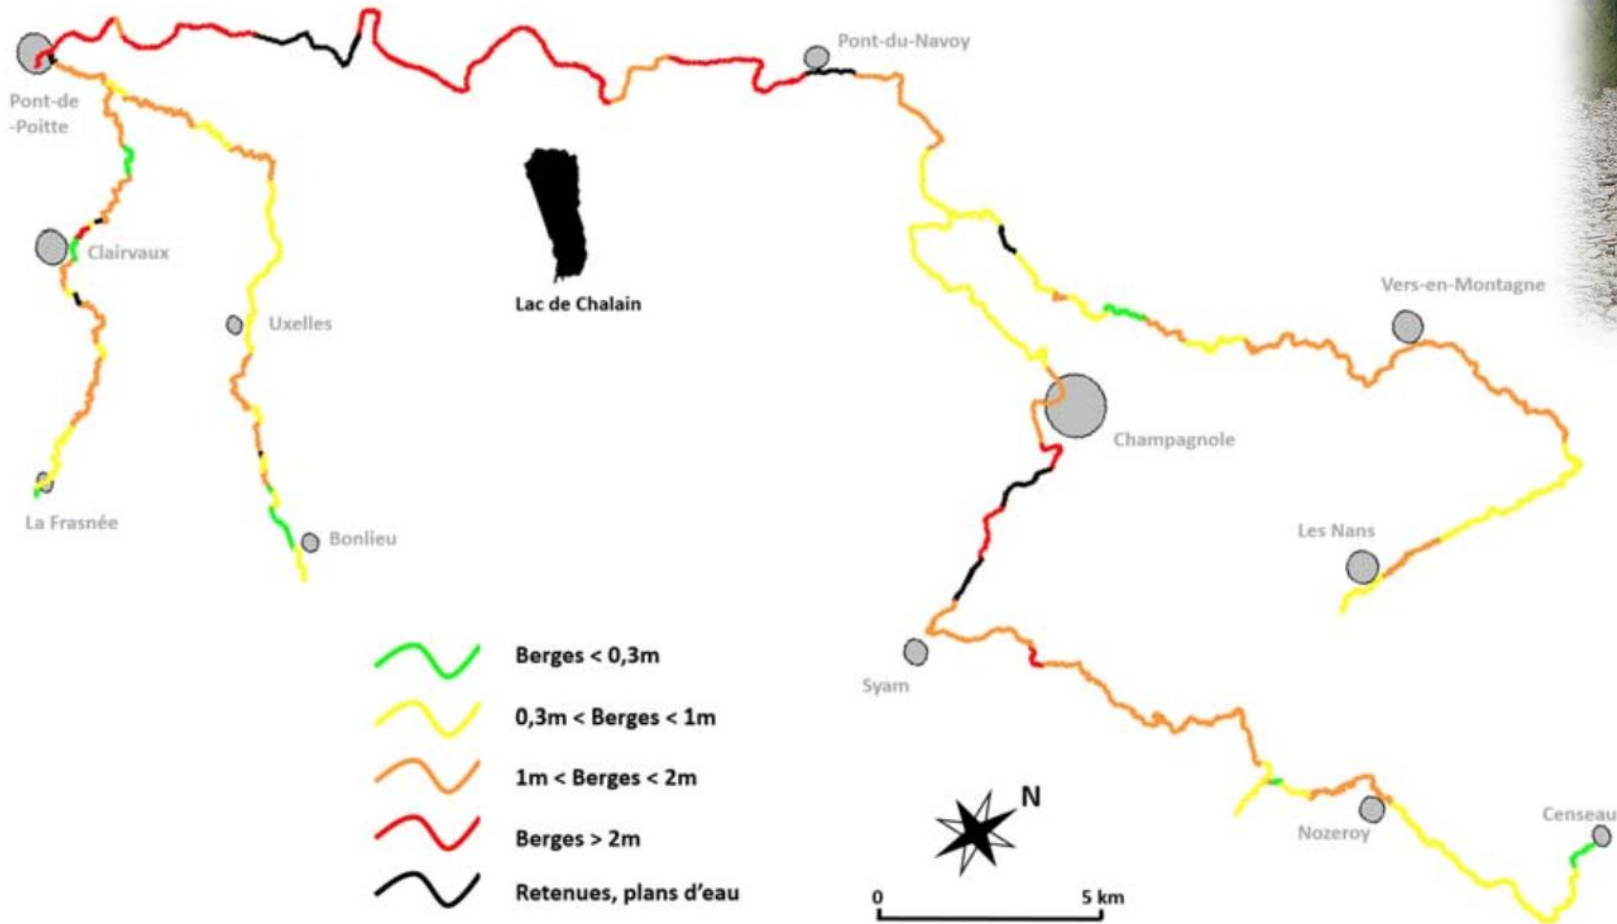 Pont-du-Navoy
Pont-de
-Poitte
Clairvaux
Uxelles
Lac de Chalain
Vers-en-Montagne
Champagnole
La Frasnée
Bonlieu
Les Nans
Syam
Nozeroy
Censeau
Berges < 0,3m
0,3m < Berges < 1m
1m < Berges < 2m
Berges > 2m
Retenues, plans d'eau
N
0 5 km